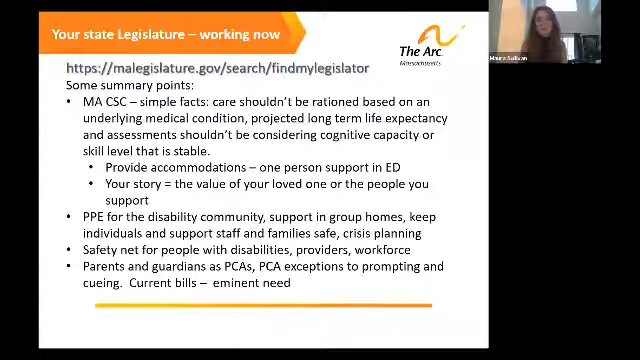 Your state Legislature – working now
The Arc.
Massachusetts
Maura Sullivan
https://malegislature.gov/search/findmylegislator
Some summary points:
• MA CSC – simple facts: care shouldn't be rationed based on an
underlying medical condition, projected long term life expectancy
and assessments shouldn't be considering cognitive capacity or
skill level that is stable.
• Provide accommodations – one person support in ED
• Your story = the value of your loved one or the people you
support
• PPE for the disability community, support in group homes, keep
individuals and support staff and families safe, crisis planning
• Safety net for people with disabilities, providers, workforce
• Parents and guardians as PCAs, PCA exceptions to prompting and
cueing. Current bills – eminent need